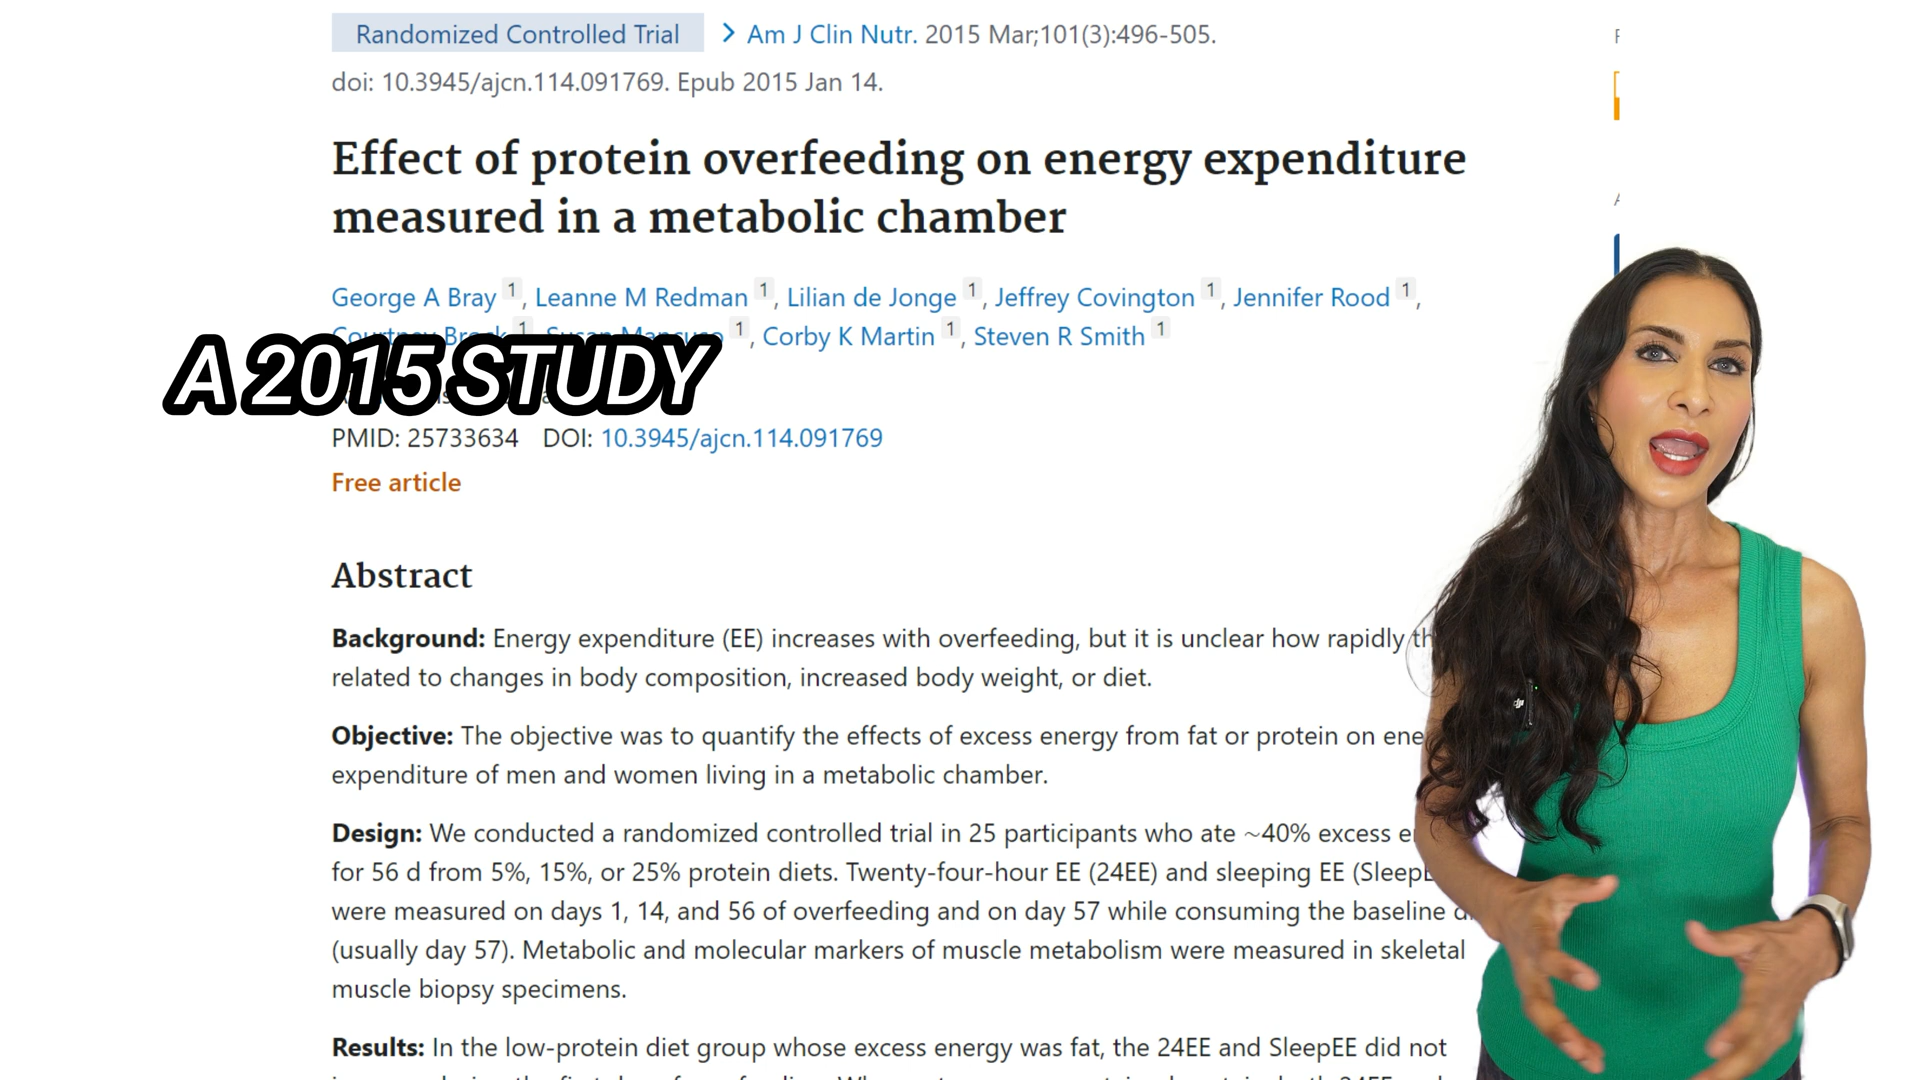 Randomized Controlled Trial > Am J Clin Nutr. 2015 Mar;101(3):496-505.
doi: 10.3945/ajcn.114.091769. Epub 2015 Jan 14.
Effect of protein overfeeding on energy expenditure
measured in a metabolic chamber
George A Bray 1, Leanne M Redman 1, Lilian de Jonge 1, Jeffrey Covington 1, Jennifer Rood 1,
1, 1, Corby K Martin 1, Steven R Smith 1
A 2015 STUDY
PMID: 25733634 DOI: 10.3945/ajcn.114.091769
Free article
Abstract
Background: Energy expenditure (EE) increases with overfeeding, but it is unclear how rapidly
related to changes in body composition, increased body weight, or diet.
Objective: The objective was to quantify the effects of excess energy from fat or protein on
expenditure of men and women living in a metabolic chamber.
Design: We conducted a randomized controlled trial in 25 participants who ate ~40% excess
for 56 d from 5%, 15%, or 25% protein diets. Twenty-four-hour EE (24EE) and sleeping EE
were measured on days 1, 14, and 56 of overfeeding and on day 57 while consuming the baseline
(usually day 57). Metabolic and molecular markers of muscle metabolism were measured in skeletal
muscle biopsy specimens.
Results: In the low-protein diet group whose excess energy was fat, the 24EE and SleepEE did not